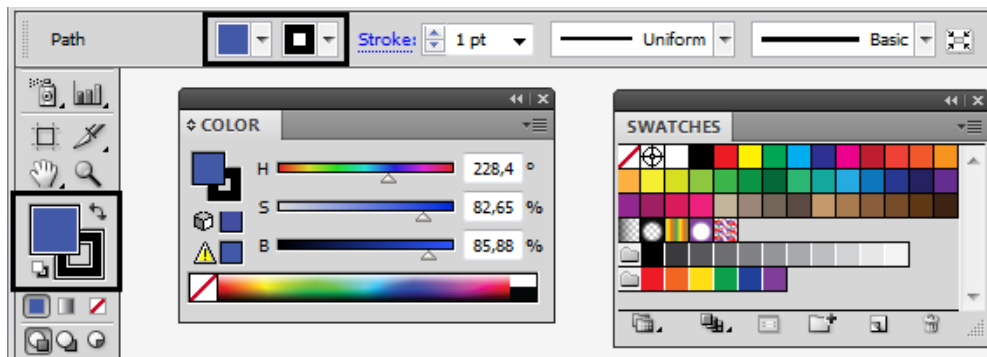 Path Stroke: 1 pt Uniform Basic
COLOR
H 228,4 °
S 82,65 %
B 85,88 %
SWATCHES